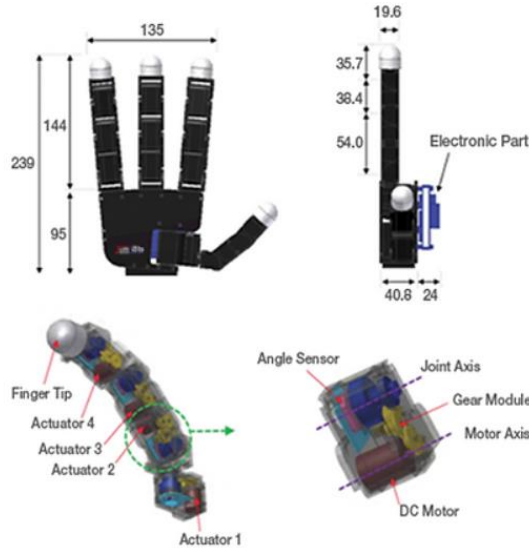 135
19.6
35.7
38.4
54.0
144
239
95
Electronic Part
40.8
24
Finger Tip
Actuator 4
Actuator 3
Actuator 2
Actuator 1
Angle Sensor
Joint Axis
Gear Module
Motor Axis
DC Motor